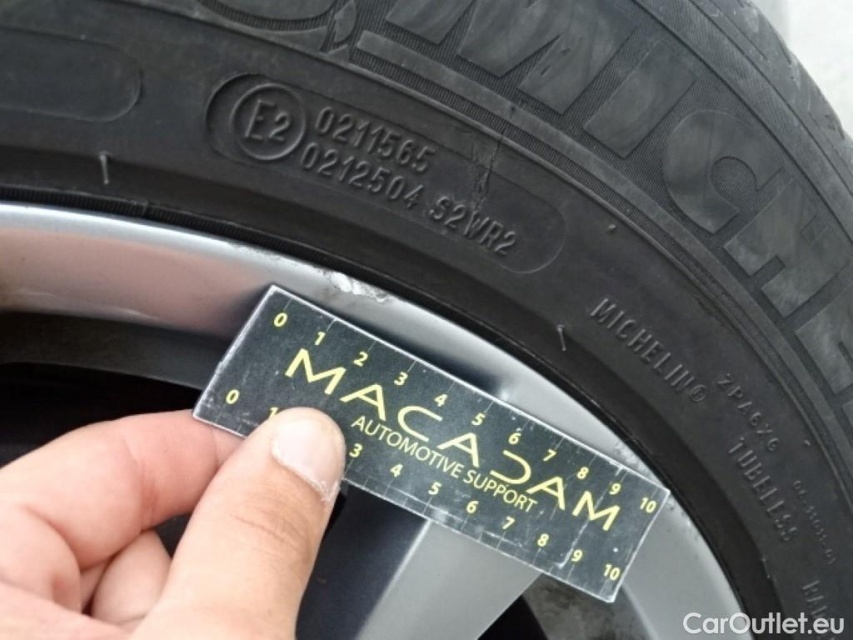 MICHE
E2
0211565
0212504 S2WR2
MICHELIN®
TUBELESS
0 1 2 3 4 5 6 7 8 9 10
MACADAM
AUTOMOTIVE SUPPORT
0 1 3 4 5 6 7 8 9 10
CarOutlet.eu